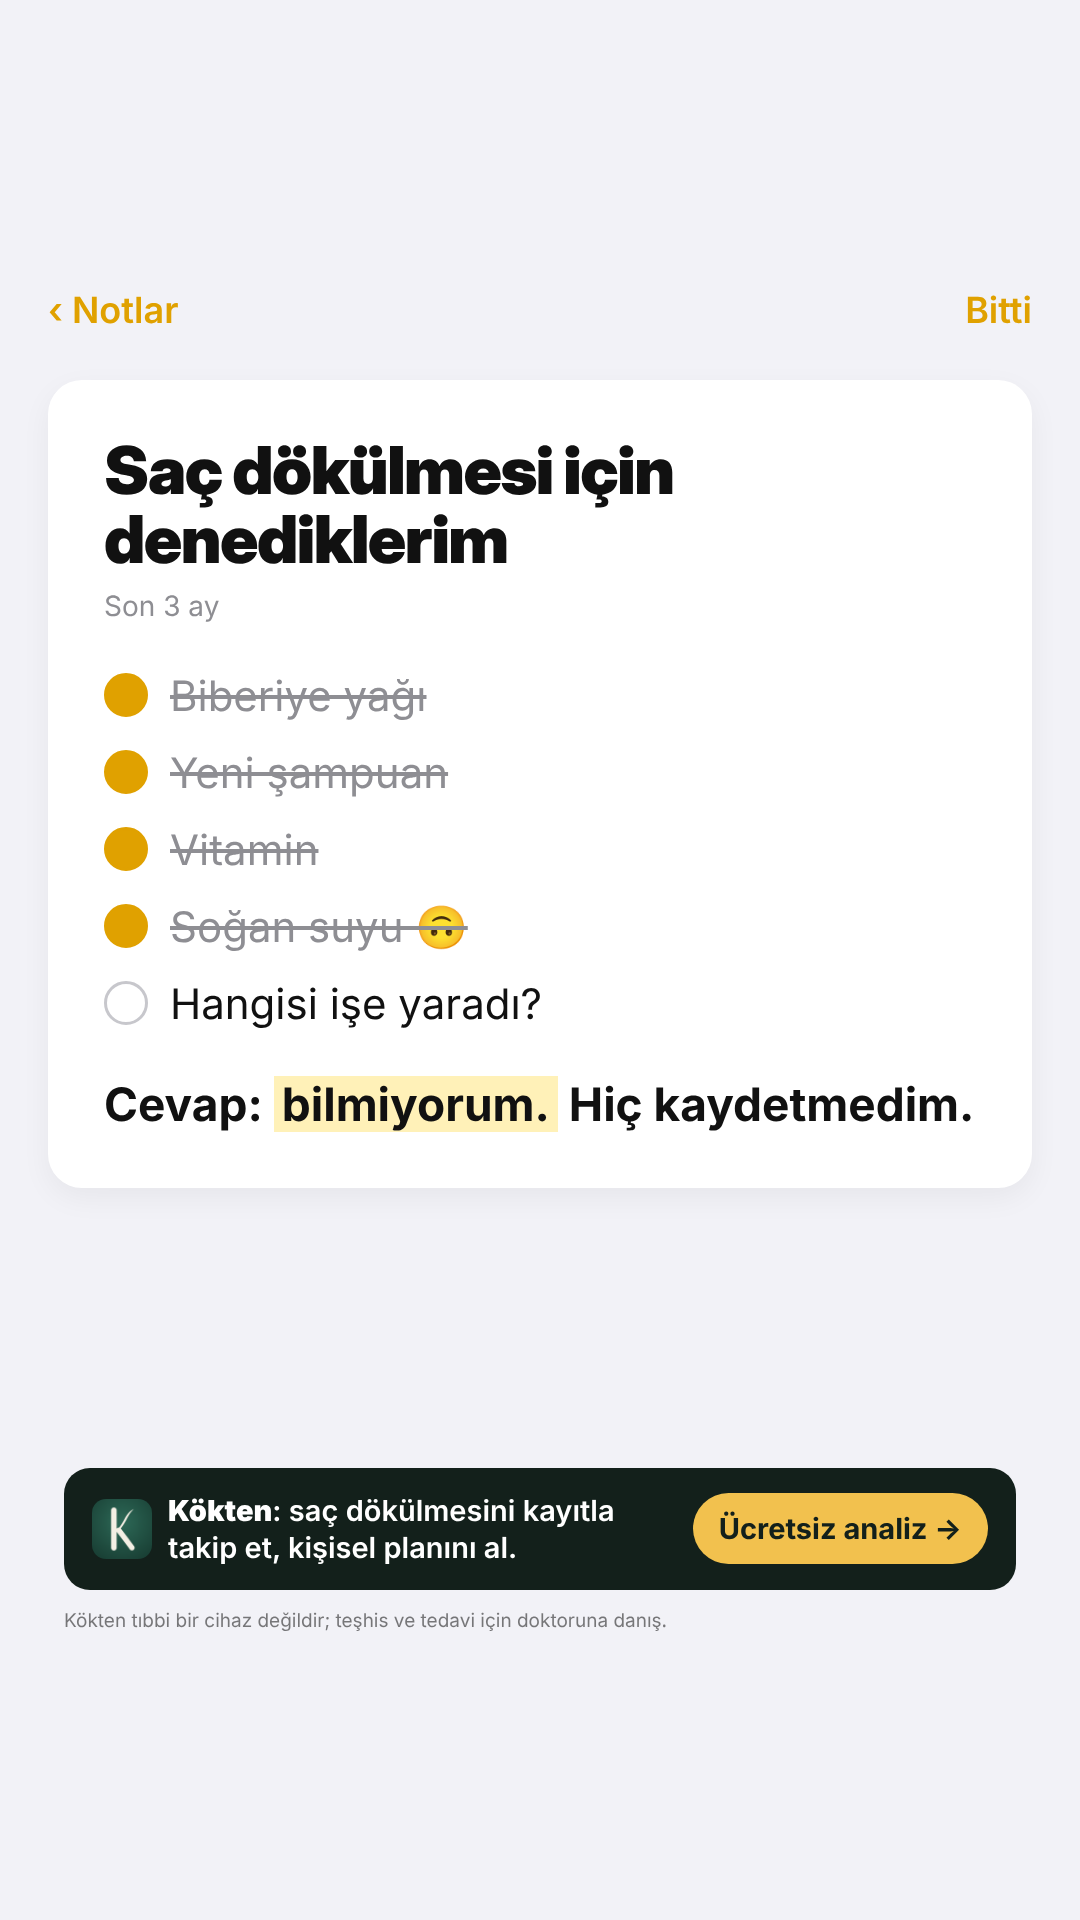 ‹ Notlar
Bitti
Saç dökülmesi için
denediklerim
Son 3 ay
Biberiye yağı
Yeni şampuan
Vitamin
Soğan suyu 🙃
Hangisi işe yaradı?
Cevap: bilmiyorum. Hiç kaydetmedim.
K
Kökten: saç dökülmesini kayıtla
takip et, kişisel planını al.
Ücretsiz analiz →
Kökten tıbbi bir cihaz değildir; teşhis ve tedavi için doktoruna danış.